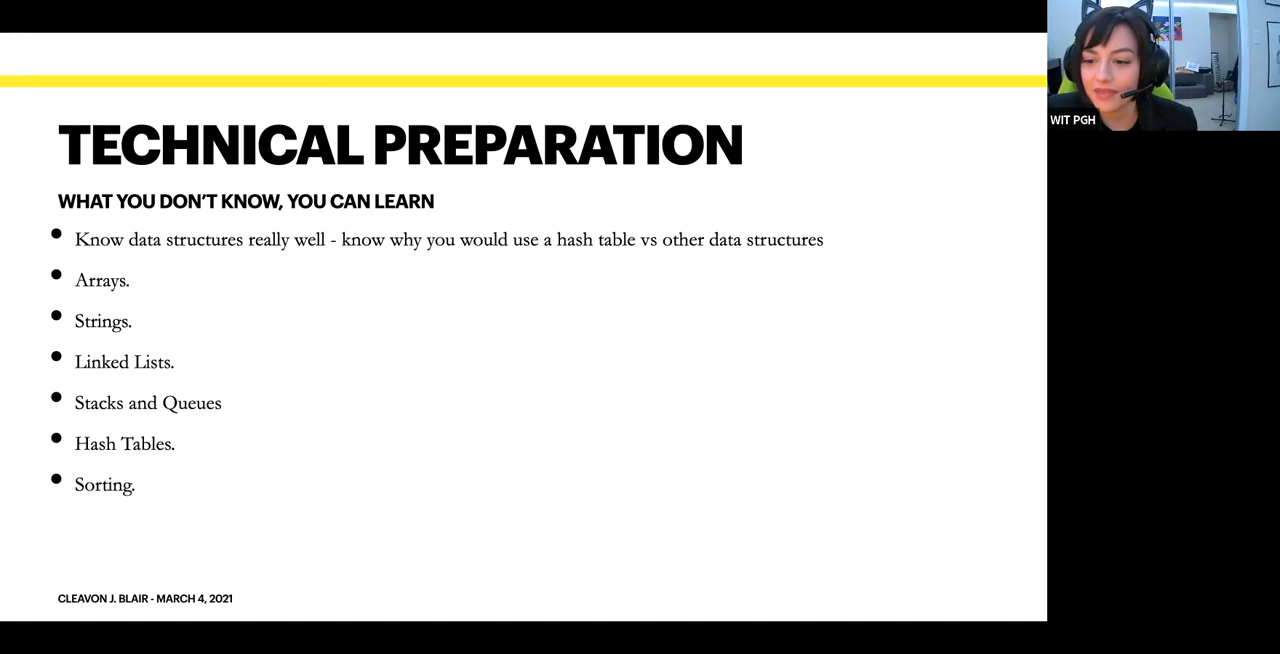 TECHNICAL PREPARATION
WHAT YOU DON'T KNOW, YOU CAN LEARN
Know data structures really well - know why you would use a hash table vs other data structures
Arrays.
Strings.
Linked Lists.
Stacks and Queues
Hash Tables.
Sorting.
CLEAVON J. BLAIR - MARCH 4, 2021
WIT PGH